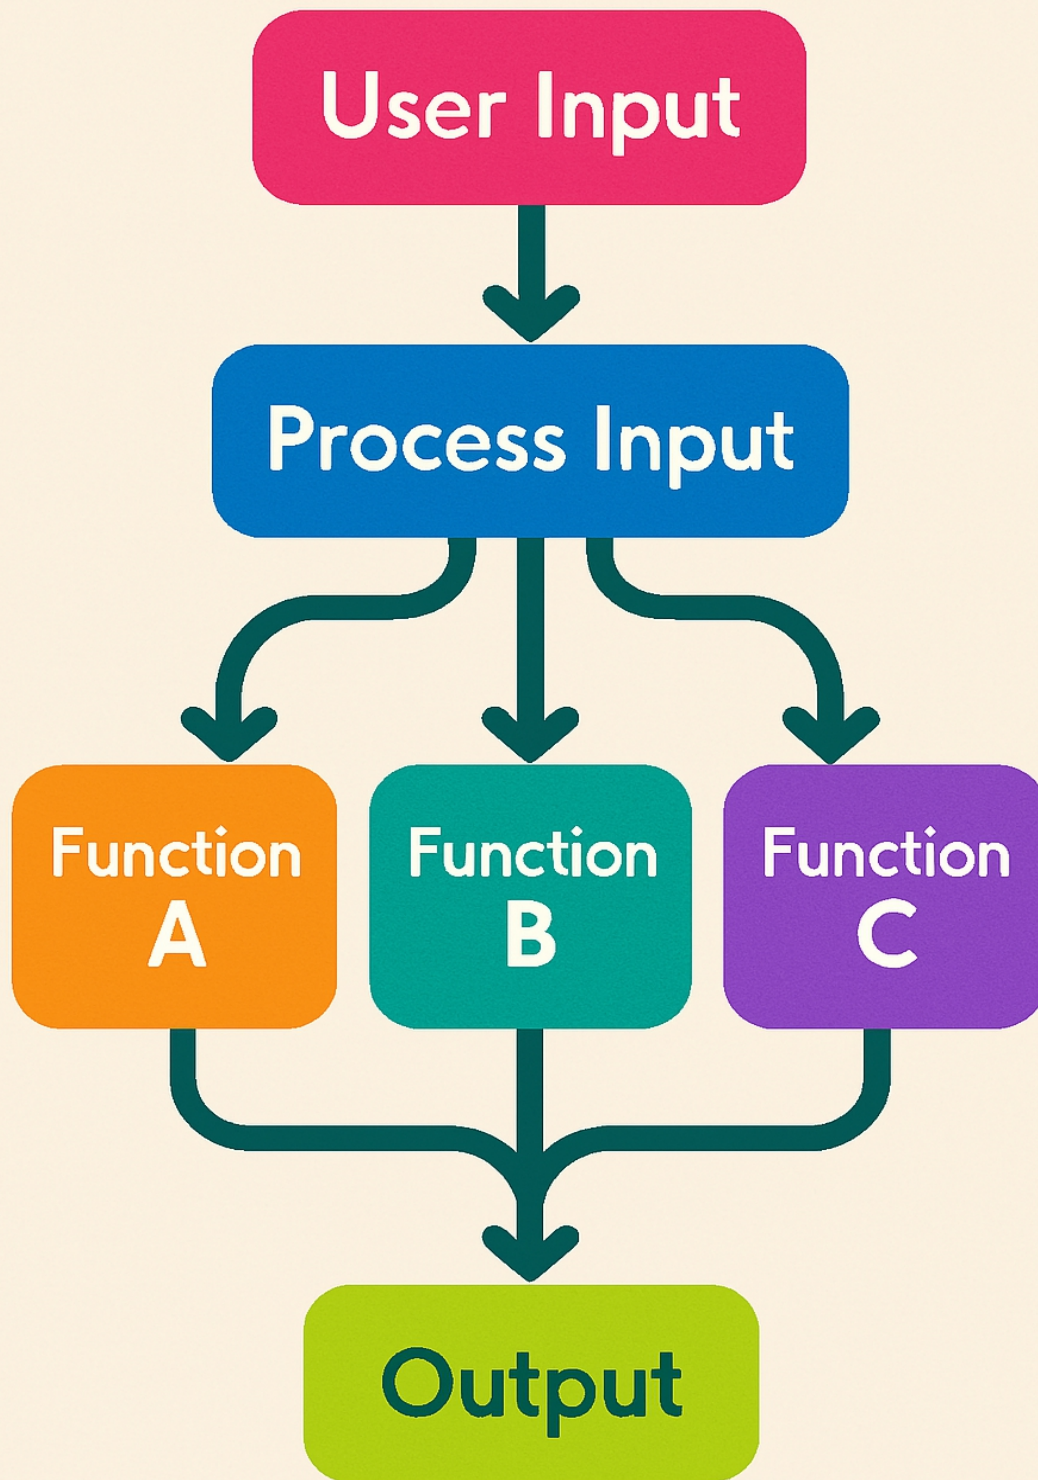 User Input
Process Input
Function
A
Function
B
Function
C
Output